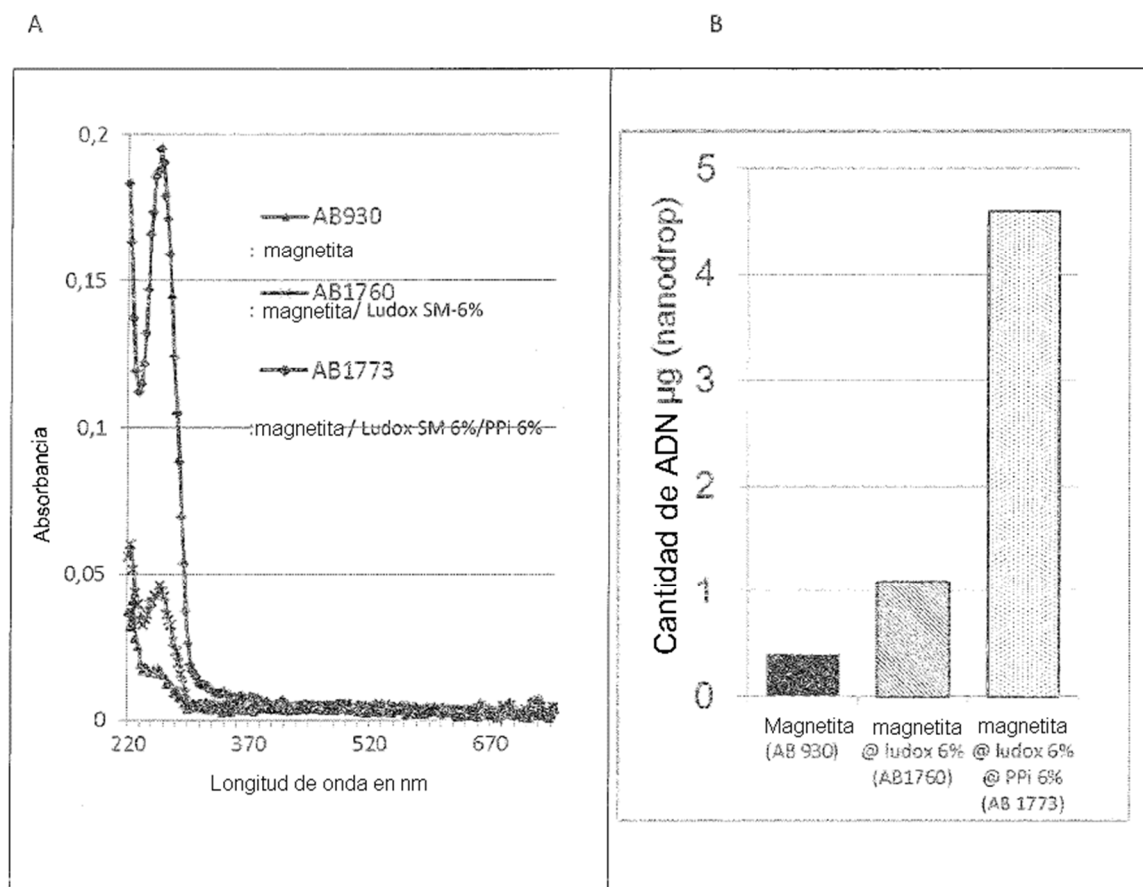 A
B
0,2
0,15
0,1
0,05
0
220
370
520
670
Absorbancia
Longitud de onda en nm
AB930
: magnetita
AB1760
: magnetita/ Ludox SM-6%
AB1773
:magnetita/ Ludox SM 6%/PPi 6%
Cantidad de ADN µg (nanodrop)
5
4
3
2
1
0
Magnetita
(AB 930)
magnetita
@ ludox 6%
(AB1760)
magnetita
@ ludox 6%
@ PPi 6%
(AB 1773)